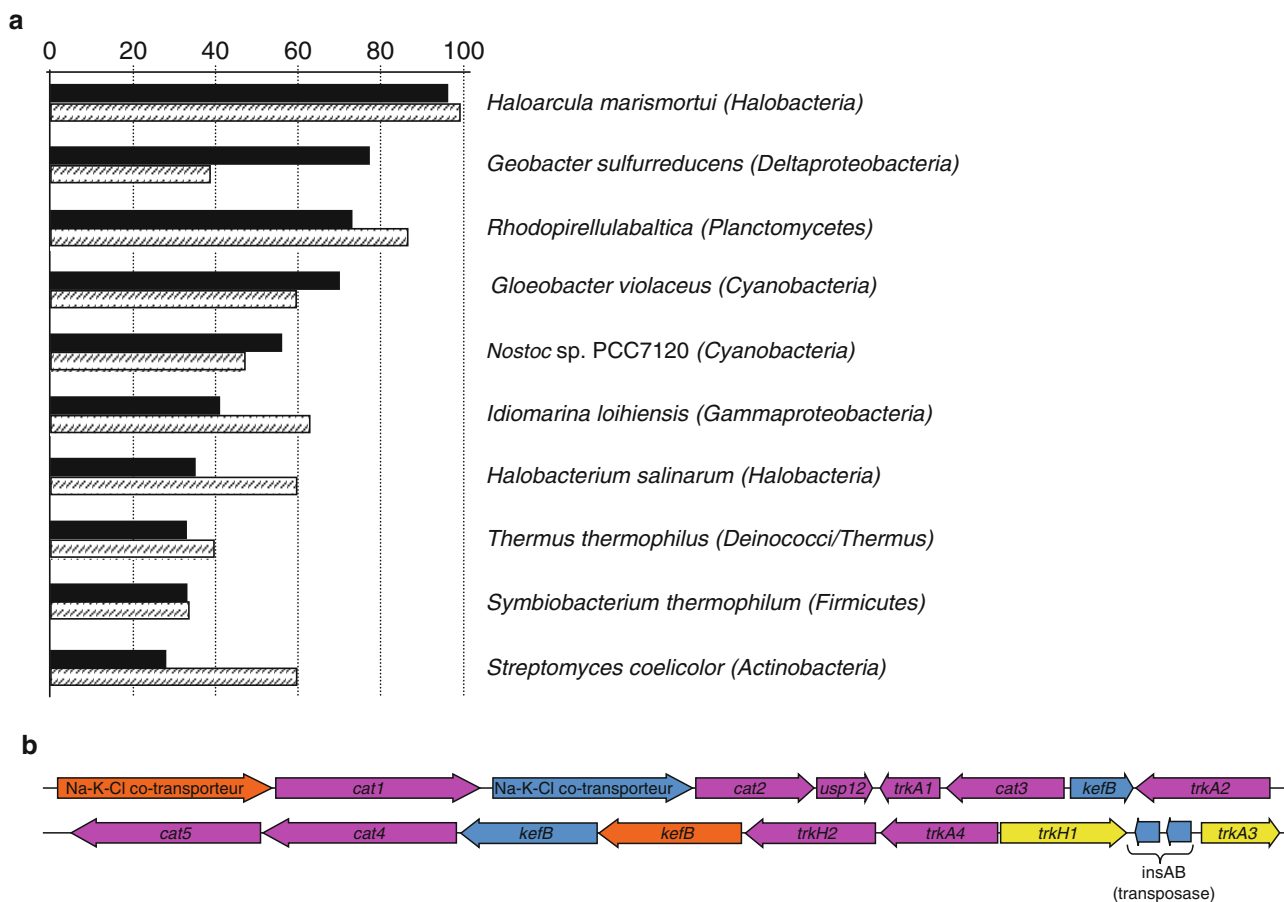 a
0 20 40 60 80 100
Haloarcula marismortui (Halobacteria)
Geobacter sulfurreducens (Deltaproteobacteria)
Rhodopirellulabaltica (Planctomycetes)
Gloeobacter violaceus (Cyanobacteria)
Nostoc sp. PCC7120 (Cyanobacteria)
Idiomarina loihiensis (Gammaproteobacteria)
Halobacterium salinarum (Halobacteria)
Thermus thermophilus (Deinococci/Thermus)
Symbiobacterium thermophilum (Firmicutes)
Streptomyces coelicolor (Actinobacteria)
b
Na-K-Cl co-transporteur cat1 Na-K-Cl co-transporteur cat2 usp12 trkA1 cat3 kefB trkA2
cat5 cat4 kefB kefB trkH2 trkA4 trkH1 trkA3
insAB
(transposase)